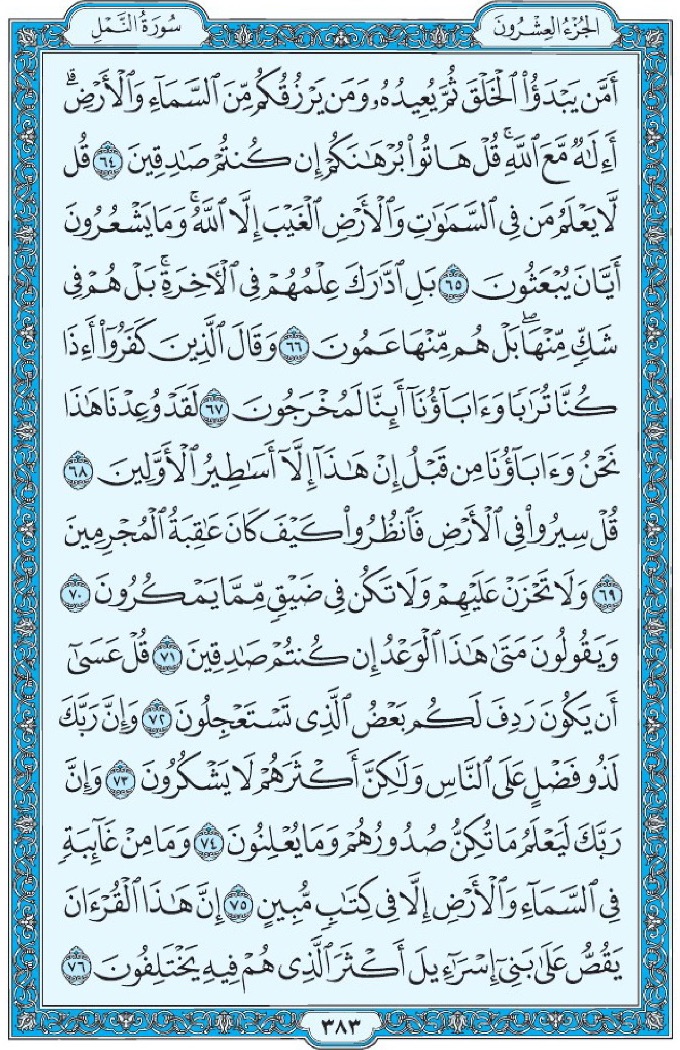 الجُزْءُ العِشْرُونَ
سُورَةُ النَّمْلِ
أَمَّن يَبْدَؤُاْ ٱلْخَلْقَ ثُمَّ يُعِيدُهُۥ وَمَن يَرْزُقُكُم مِّنَ ٱلسَّمَآءِ وَٱلْأَرْضِۗ
أَءِلَٰهٌ مَّعَ ٱللَّهِۚ قُلْ هَاتُواْ بُرْهَٰنَكُمْ إِن كُنتُمْ صَٰدِقِينَ ٦٤ قُل
لَّا يَعْلَمُ مَن فِي ٱلسَّمَٰوَٰتِ وَٱلْأَرْضِ ٱلْغَيْبَ إِلَّا ٱللَّهُۚ وَمَا يَشْعُرُونَ
أَيَّانَ يُبْعَثُونَ ٦٥ بَلِ ٱدَّٰرَكَ عِلْمُهُمْ فِي ٱلْأٓخِرَةِۚ بَلْ هُمْ فِي
شَكٍّ مِّنْهَاۖ بَلْ هُم مِّنْهَا عَمُونَ ٦٦ وَقَالَ ٱلَّذِينَ كَفَرُوٓاْ أَءِذَا
كُنَّا تُرَٰبًا وَءَابَآؤُنَآ أَئِنَّا لَمُخْرَجُونَ ٦٧ لَقَدْ وُعِدْنَا هَٰذَا
نَحْنُ وَءَابَآؤُنَا مِن قَبْلُ إِنْ هَٰذَآ إِلَّآ أَسَٰطِيرُ ٱلْأَوَّلِينَ ٦٨
قُلْ سِيرُواْ فِي ٱلْأَرْضِ فَٱنظُرُواْ كَيْفَ كَانَ عَٰقِبَةُ ٱلْمُجْرِمِينَ
٦٩ وَلَا تَحْزَنْ عَلَيْهِمْ وَلَا تَكُن فِي ضَيْقٍ مِّمَّا يَمْكُرُونَ ٧٠
وَيَقُولُونَ مَتَىٰ هَٰذَا ٱلْوَعْدُ إِن كُنتُمْ صَٰدِقِينَ ٧١ قُلْ عَسَىٰٓ
أَن يَكُونَ رَدِفَ لَكُم بَعْضُ ٱلَّذِي تَسْتَعْجِلُونَ ٧٢ وَإِنَّ رَبَّكَ
لَذُو فَضْلٍ عَلَى ٱلنَّاسِ وَلَٰكِنَّ أَكْثَرَهُمْ لَا يَشْكُرُونَ ٧٣ وَإِنَّ
رَبَّكَ لَيَعْلَمُ مَا تُكِنُّ صُدُورُهُمْ وَمَا يُعْلِنُونَ ٧٤ وَمَا مِنْ غَآئِبَةٍ
فِي ٱلسَّمَآءِ وَٱلْأَرْضِ إِلَّا فِي كِتَٰبٍ مُّبِينٍ ٧٥ إِنَّ هَٰذَا ٱلْقُرْءَانَ
يَقُصُّ عَلَىٰ بَنِيٓ إِسْرَٰٓءِيلَ أَكْثَرَ ٱلَّذِي هُمْ فِيهِ يَخْتَلِفُونَ ٧٦
٣٨٣